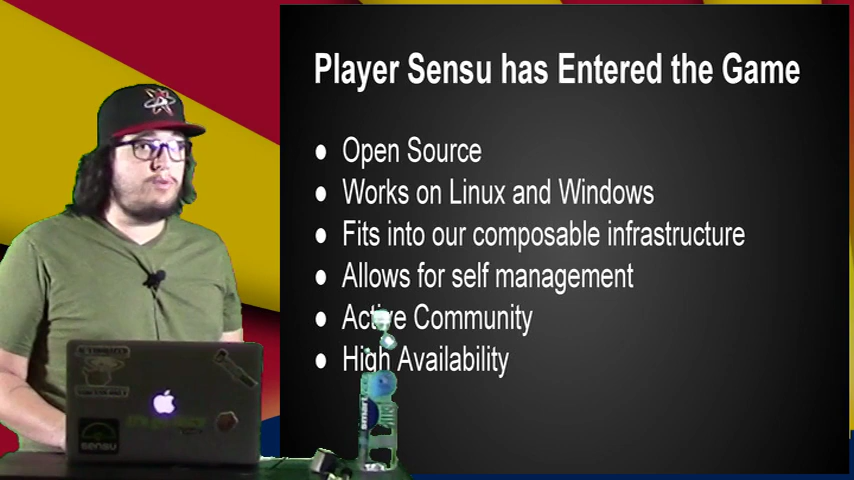 Player Sensu has Entered the Game
● Open Source
● Works on Linux and Windows
● Fits into our composable infrastructure
● Allows for self management
● Active Community
● High Availability
smart
sensu